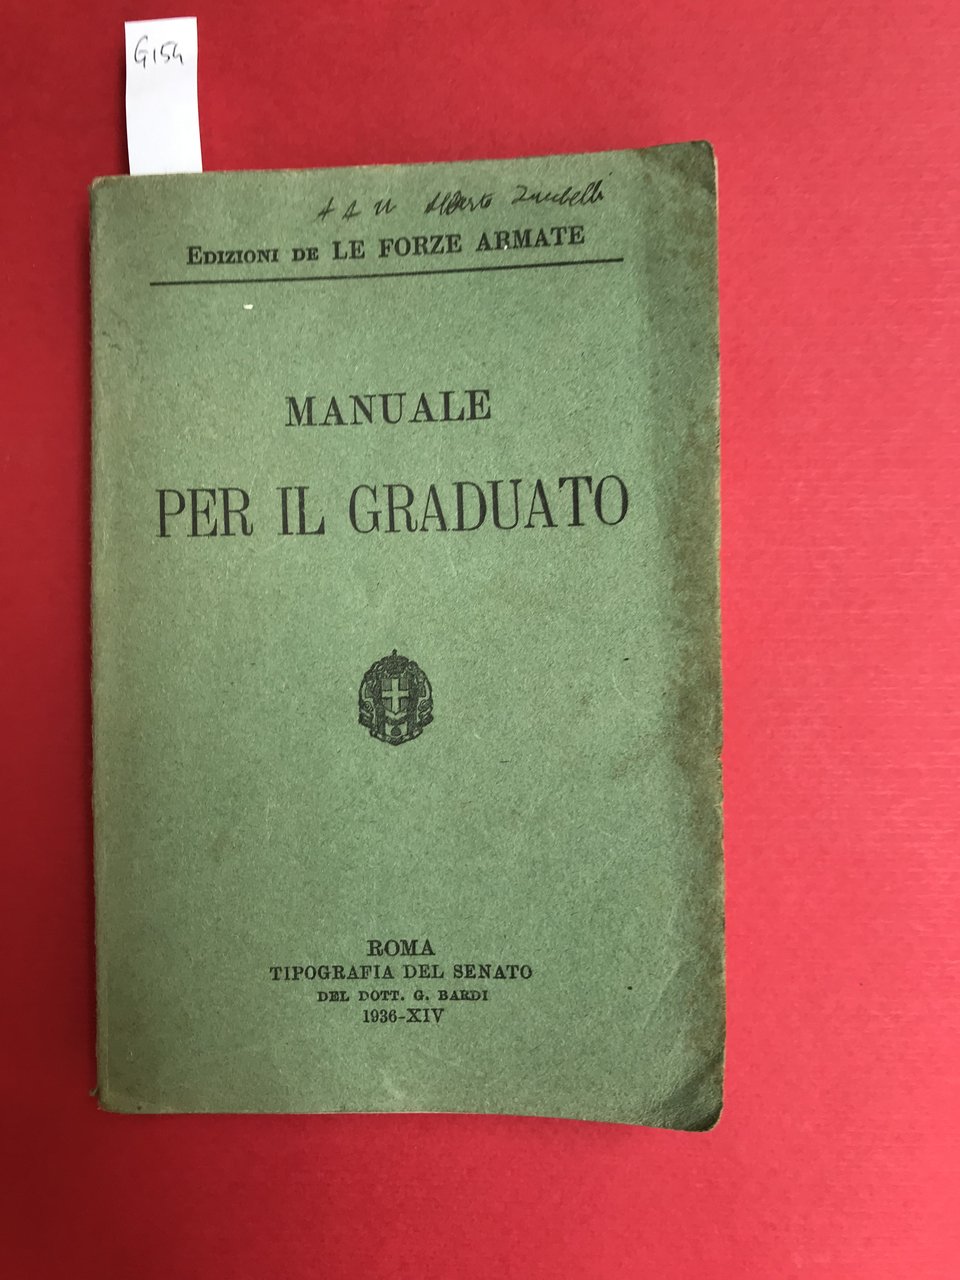 G154
Alberto
EDIZIONI DE LE FORZE ARMATE
MANUALE
PER IL GRADUATO
ROMA
TIPOGRAFIA DEL SENATO
DEL DOTT. G. BARDI
1936-XIV